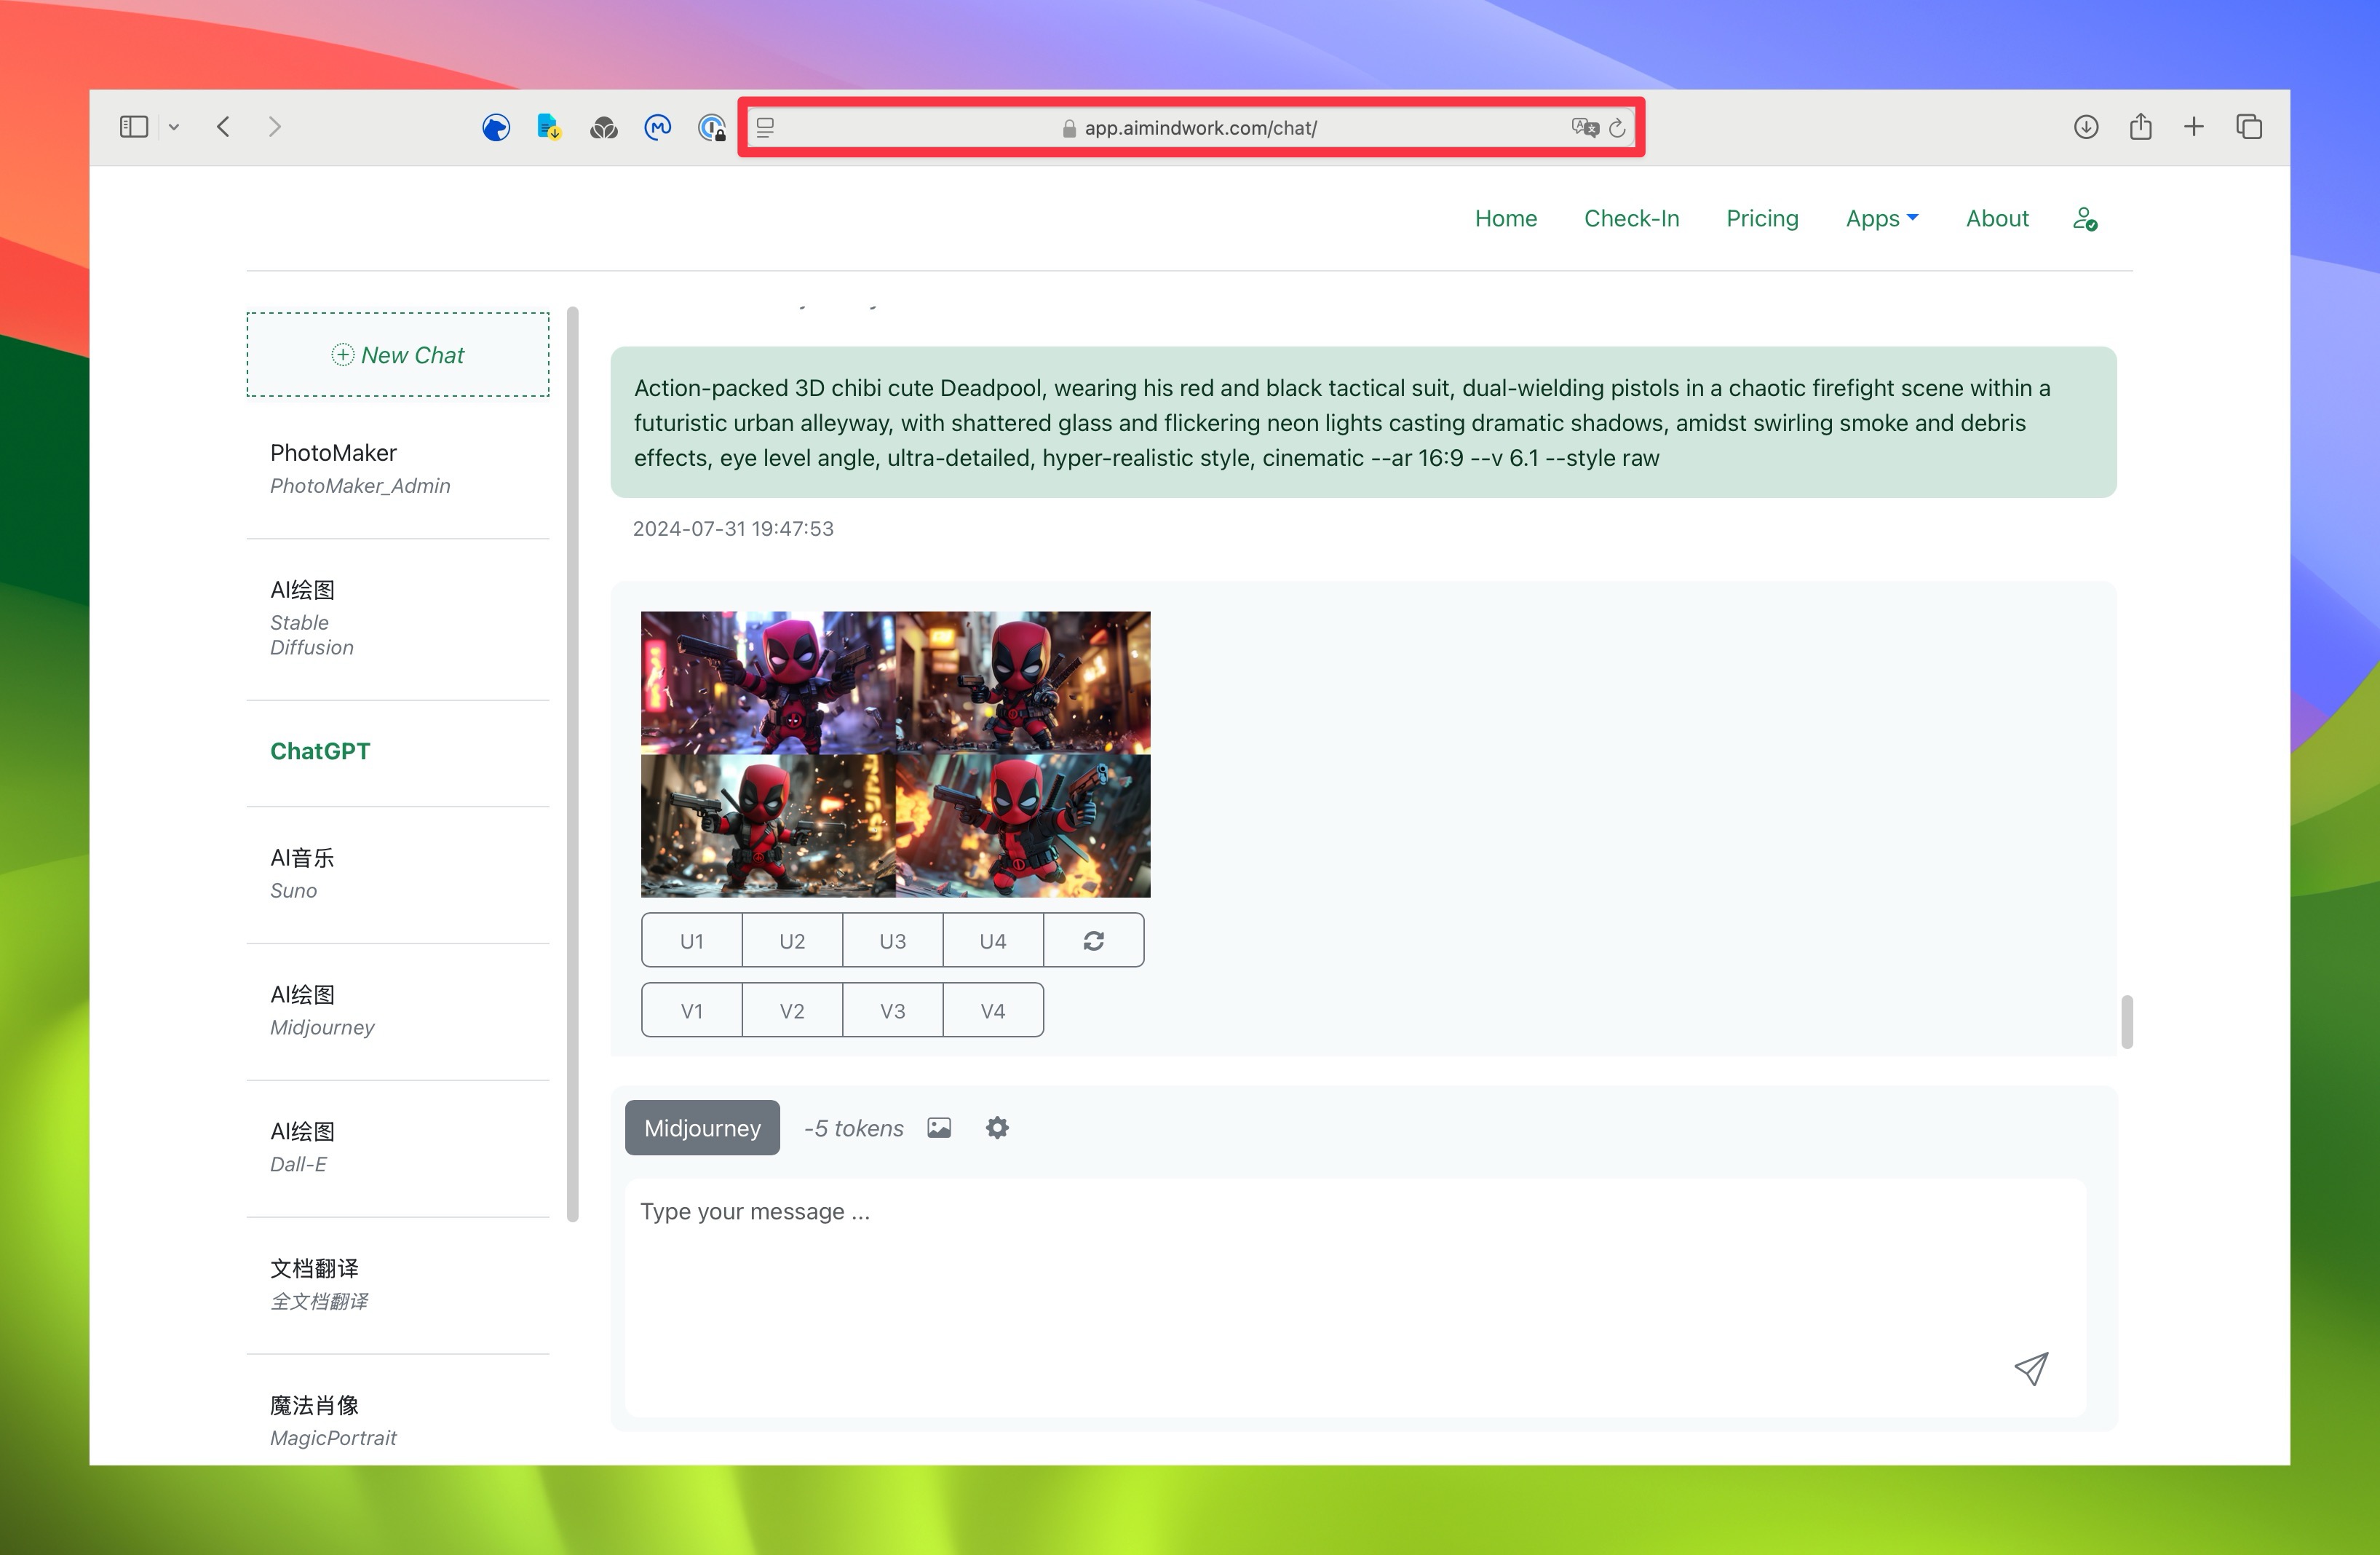 app.aimindwork.com/chat/
Home
Check-In
Pricing
Apps
About
New Chat
PhotoMaker
PhotoMaker_Admin
AI绘图
Stable
Diffusion
ChatGPT
AI音乐
Suno
AI绘图
Midjourney
AI绘图
Dall-E
文档翻译
全文档翻译
魔法肖像
MagicPortrait
Action-packed 3D chibi cute Deadpool, wearing his red and black tactical suit, dual-wielding pistols in a chaotic firefight scene within a
futuristic urban alleyway, with shattered glass and flickering neon lights casting dramatic shadows, amidst swirling smoke and debris
effects, eye level angle, ultra-detailed, hyper-realistic style, cinematic --ar 16:9 --v 6.1 --style raw
2024-07-31 19:47:53
U1
U2
U3
U4
V1
V2
V3
V4
Midjourney
-5 tokens
Type your message ...